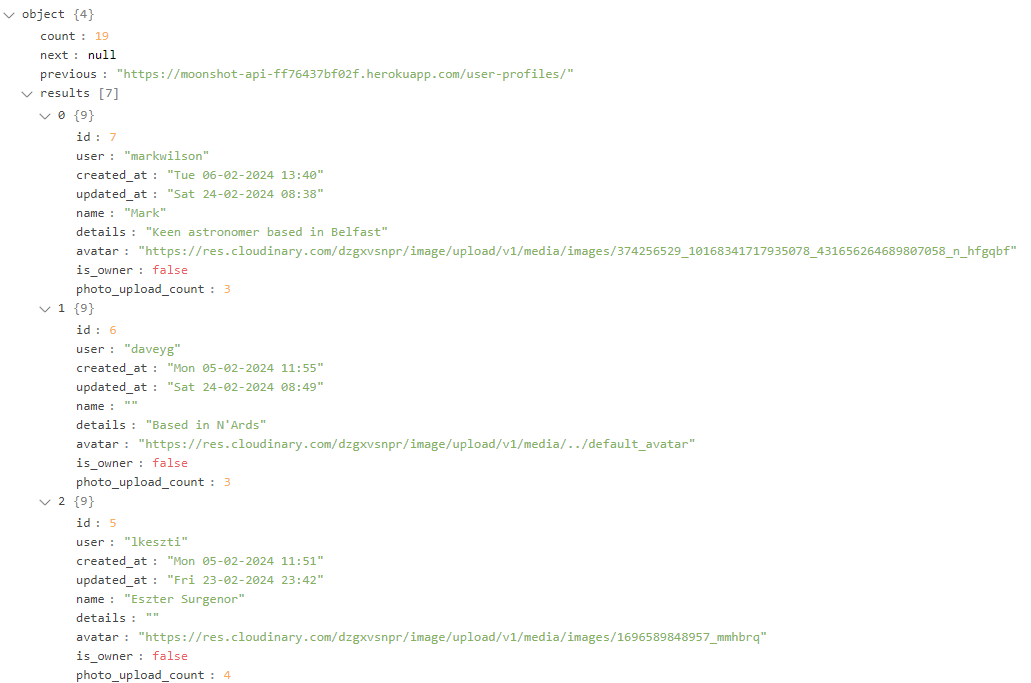 object {4}
count : 19
next : null
previous : "https://moonshot-api-ff76437bf02f.herokuapp.com/user-profiles/"
results [7]
0 {9}
id : 7
user : "markwilson"
created_at : "Tue 06-02-2024 13:40"
updated_at : "Sat 24-02-2024 08:38"
name : "Mark"
details : "Keen astronomer based in Belfast"
avatar : "https://res.cloudinary.com/dzgxvsnpr/image/upload/v1/media/images/374256529_10168341717935078_431656264689807058_n_hfgqbf"
is_owner : false
photo_upload_count : 3
1 {9}
id : 6
user : "daveyg"
created_at : "Mon 05-02-2024 11:55"
updated_at : "Sat 24-02-2024 08:49"
name : ""
details : "Based in N'Ards"
avatar : "https://res.cloudinary.com/dzgxvsnpr/image/upload/v1/media/../default_avatar"
is_owner : false
photo_upload_count : 3
2 {9}
id : 5
user : "lkeszti"
created_at : "Mon 05-02-2024 11:51"
updated_at : "Fri 23-02-2024 23:42"
name : "Eszter Surgenor"
details : ""
avatar : "https://res.cloudinary.com/dzgxvsnpr/image/upload/v1/media/images/1696589848957_mmhbrq"
is_owner : false
photo_upload_count : 4